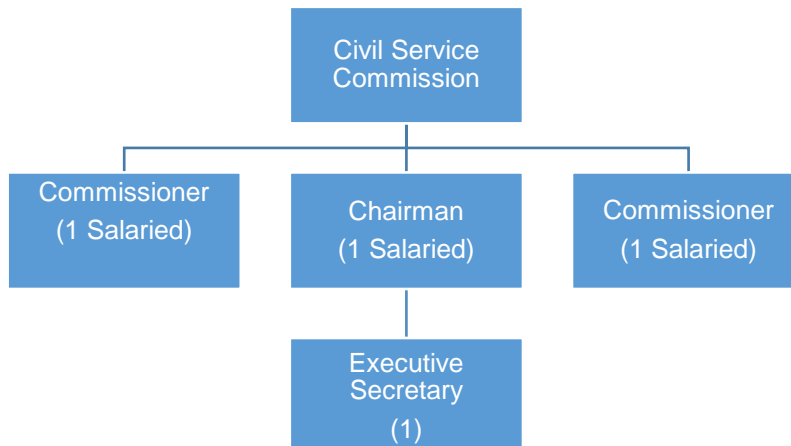 Civil Service
Commission
Commissioner
(1 Salaried)
Chairman
(1 Salaried)
Commissioner
(1 Salaried)
Executive
Secretary
(1)